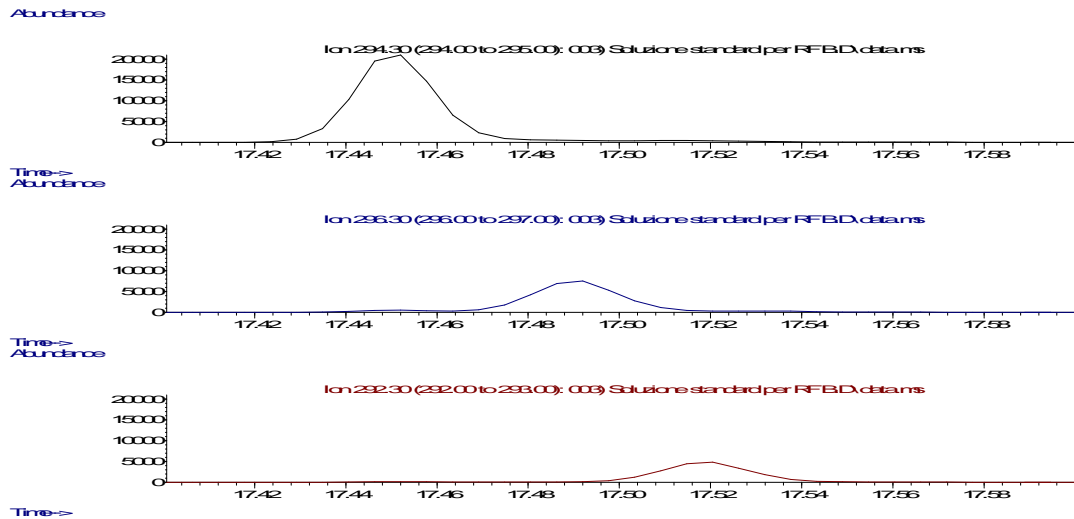 Abundance
Ion 294.30 (294.00 to 295.00): 003) Soluzione standard per RF B.D\data.ms
20000
15000
10000
5000
0
17.42 17.44 17.46 17.48 17.50 17.52 17.54 17.56 17.58
Time-->
Abundance
Ion 296.30 (296.00 to 297.00): 003) Soluzione standard per RF B.D\data.ms
20000
15000
10000
5000
0
17.42 17.44 17.46 17.48 17.50 17.52 17.54 17.56 17.58
Time-->
Abundance
Ion 292.30 (292.00 to 293.00): 003) Soluzione standard per RF B.D\data.ms
20000
15000
10000
5000
0
17.42 17.44 17.46 17.48 17.50 17.52 17.54 17.56 17.58
Time-->